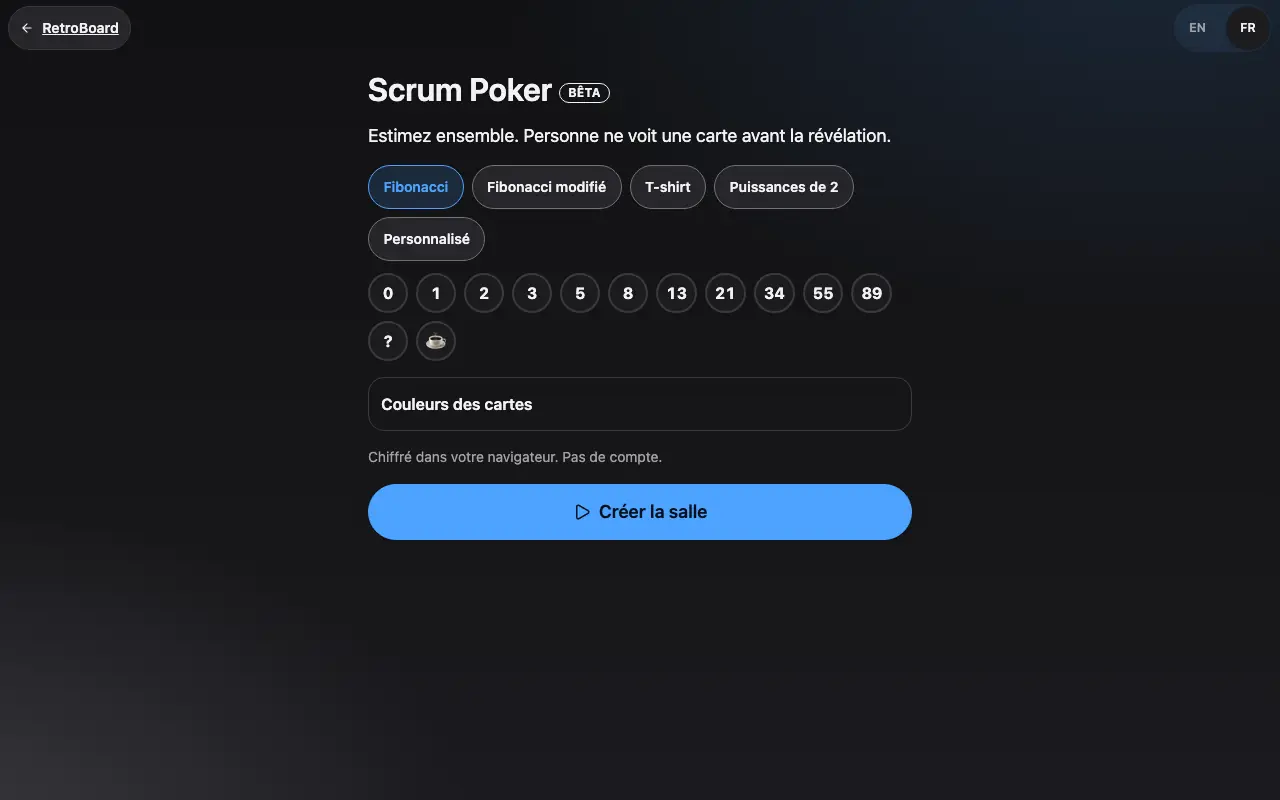 RetroBoard
EN FR
Scrum Poker BÊTA
Estimez ensemble. Personne ne voit une carte avant la révélation.
Fibonacci Fibonacci modifié T-shirt Puissances de 2
Personnalisé
0 1 2 3 5 8 13 21 34 55 89
? ☕
Couleurs des cartes
Chiffré dans votre navigateur. Pas de compte.
Créer la salle